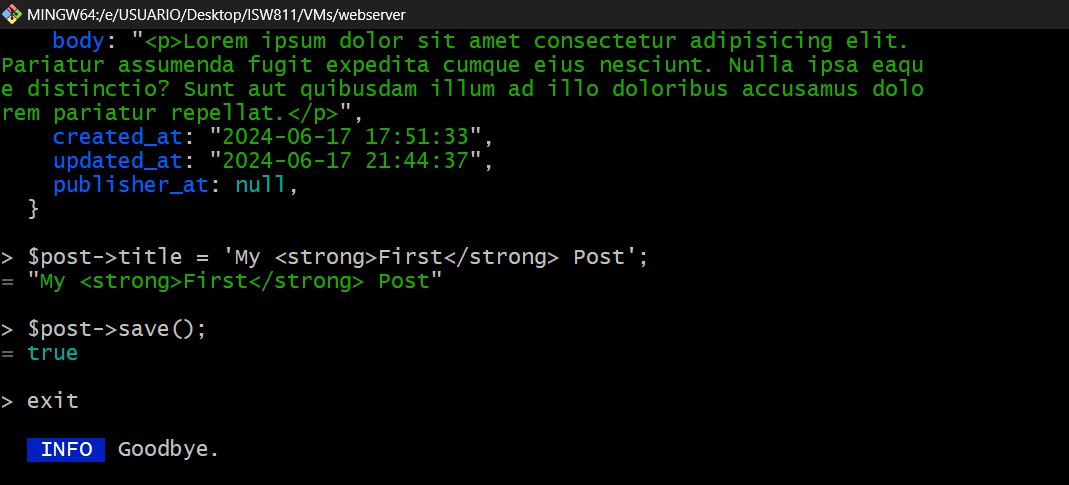 MINGW64:/e/USUARIO/Desktop/ISW811/VMs/webserver
body: "<p>Lorem ipsum dolor sit amet consectetur adipisicing elit.
Pariatur assumenda fugit expedita cumque eius nesciunt. Nulla ipsa eaqu
e distinctio? Sunt aut quibusdam illum ad illo doloribus accusamus dolo
rem pariatur repellat.</p>",
created_at: "2024-06-17 17:51:33",
updated_at: "2024-06-17 21:44:37",
publisher_at: null,
}
> $post->title = 'My <strong>First</strong> Post';
= "My <strong>First</strong> Post"
> $post->save();
= true
> exit
INFO Goodbye.